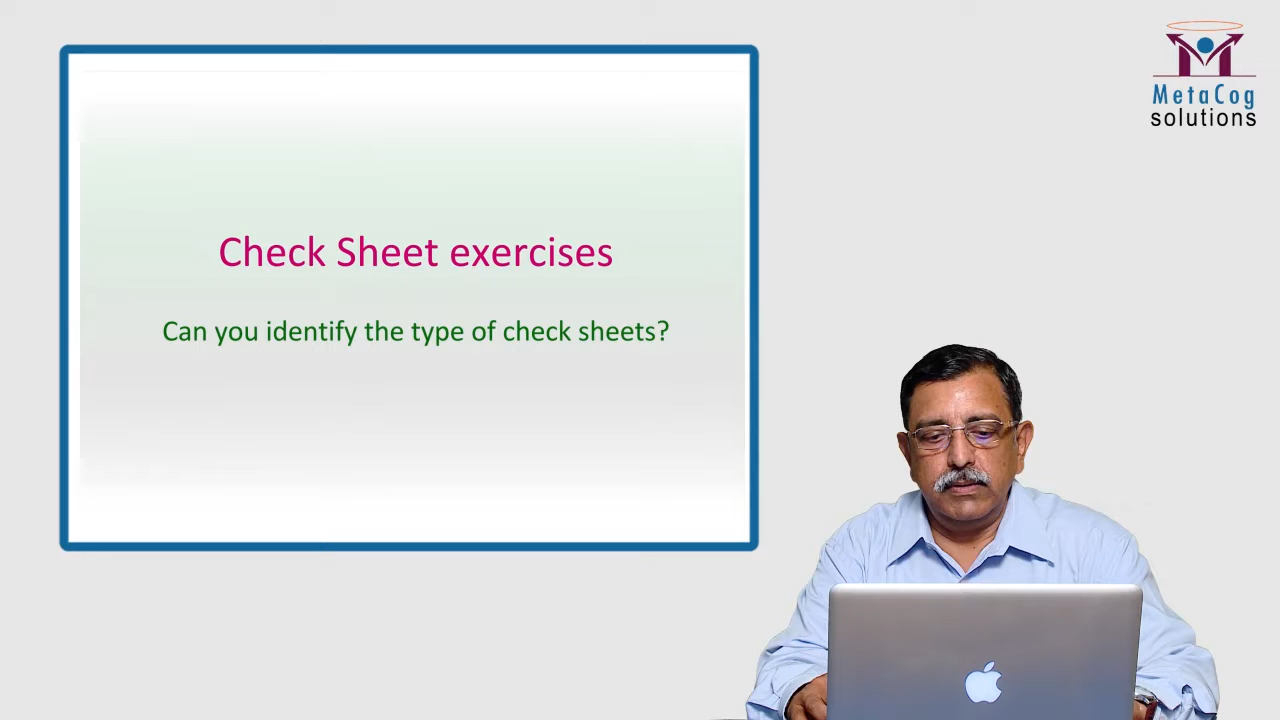 MetaCog
solutions
Check Sheet exercises
Can you identify the type of check sheets?